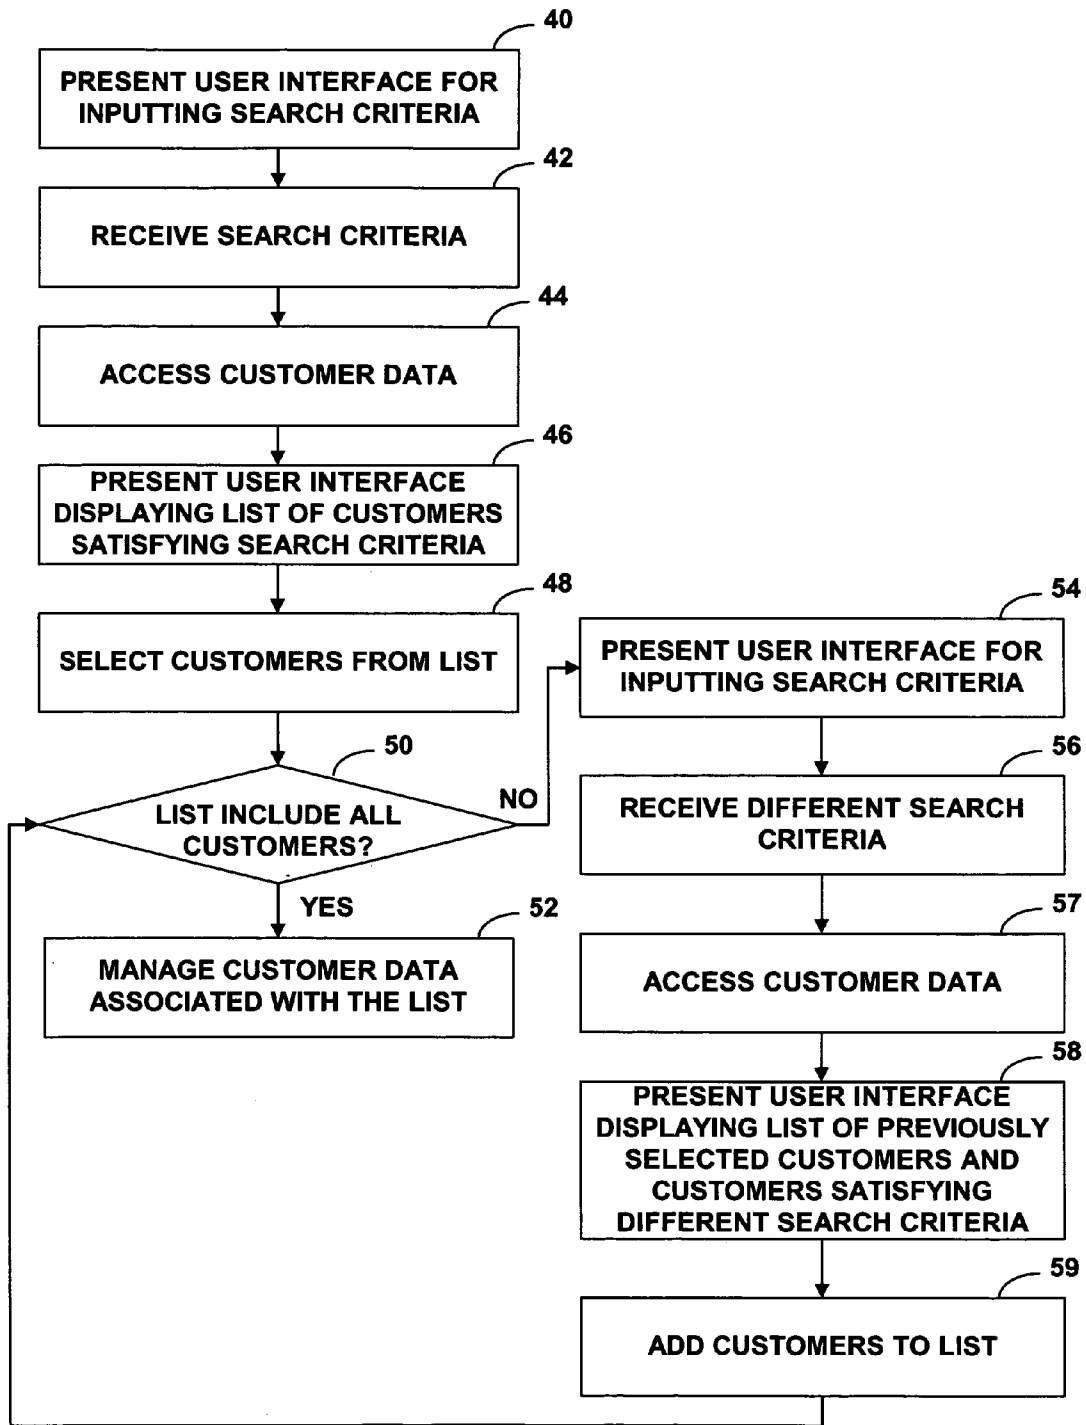 40
PRESENT USER INTERFACE FOR
INPUTTING SEARCH CRITERIA
42
RECEIVE SEARCH CRITERIA
44
ACCESS CUSTOMER DATA
46
PRESENT USER INTERFACE
DISPLAYING LIST OF CUSTOMERS
SATISFYING SEARCH CRITERIA
48
SELECT CUSTOMERS FROM LIST
50
LIST INCLUDE ALL
CUSTOMERS?
NO
YES
52
MANAGE CUSTOMER DATA
ASSOCIATED WITH THE LIST
54
PRESENT USER INTERFACE FOR
INPUTTING SEARCH CRITERIA
56
RECEIVE DIFFERENT SEARCH
CRITERIA
57
ACCESS CUSTOMER DATA
58
PRESENT USER INTERFACE
DISPLAYING LIST OF PREVIOUSLY
SELECTED CUSTOMERS AND
CUSTOMERS SATISFYING
DIFFERENT SEARCH CRITERIA
59
ADD CUSTOMERS TO LIST